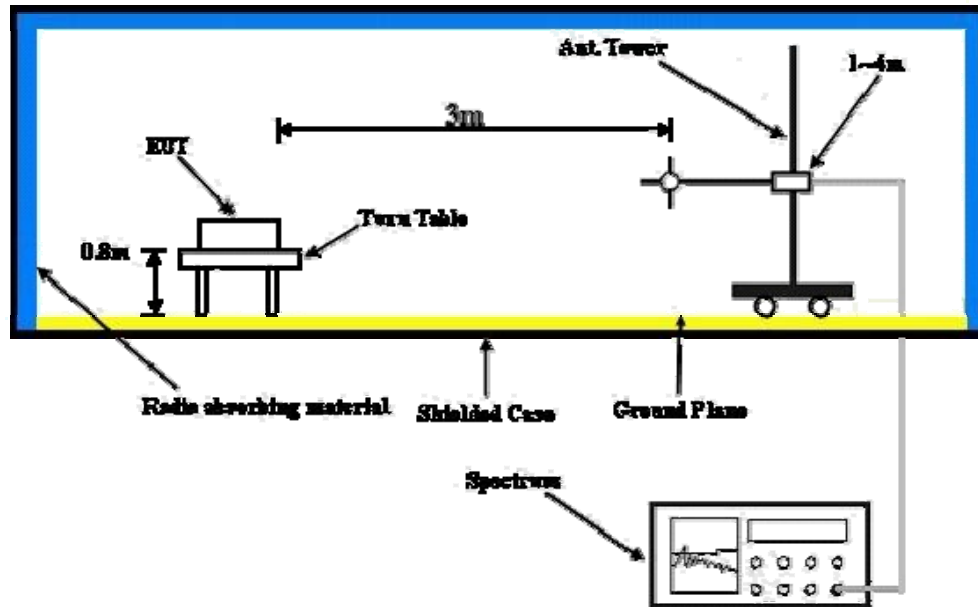 Ant. Tower
1~4m
3m
EUT
Turn Table
0.8m
Radio absorbing material
Shielded Case
Ground Plane
Spectrum